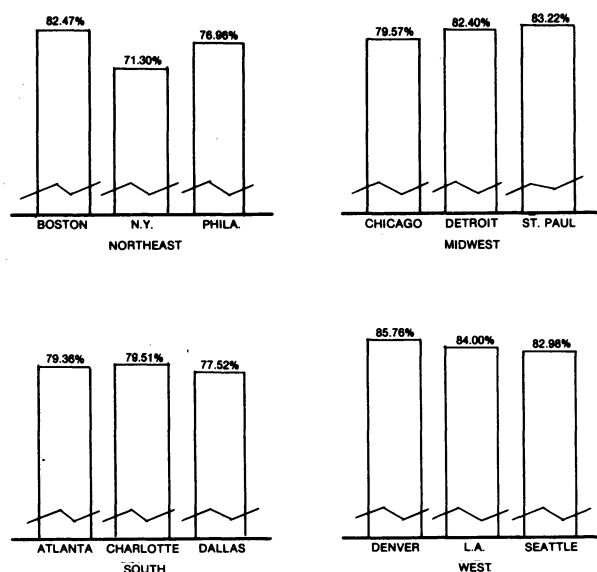 82.47%
71.30%
76.96%
BOSTON N.Y. PHILA.
NORTHEAST
79.57%
82.40%
83.22%
CHICAGO DETROIT ST. PAUL
MIDWEST
79.36%
79.51%
77.52%
ATLANTA CHARLOTTE DALLAS
SOUTH
85.76%
84.00%
82.98%
DENVER L.A. SEATTLE
WEST